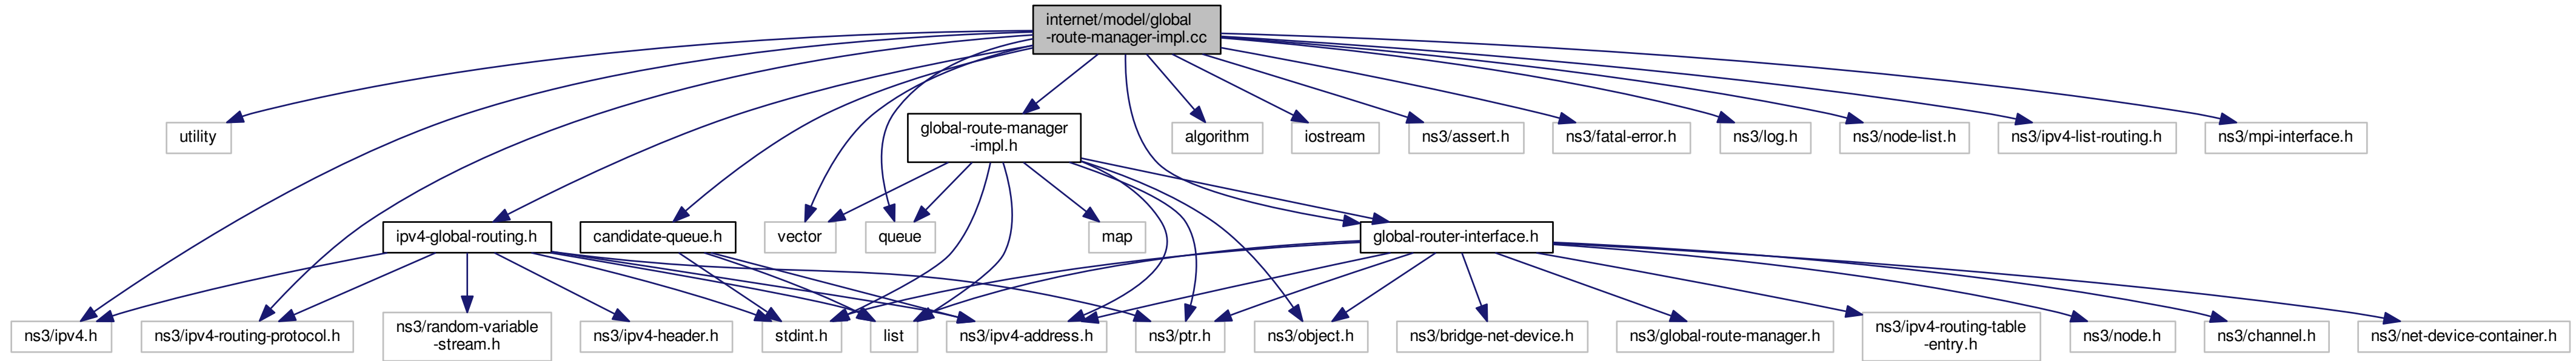 internet/model/global
-route-manager-impl.cc
utility
global-route-manager
-impl.h
algorithm
iostream
ns3/assert.h
ns3/fatal-error.h
ns3/log.h
ns3/node-list.h
ns3/ipv4-list-routing.h
ns3/mpi-interface.h
ipv4-global-routing.h
candidate-queue.h
vector
queue
map
global-router-interface.h
ns3/ipv4.h
ns3/ipv4-routing-protocol.h
ns3/random-variable
-stream.h
ns3/ipv4-header.h
stdint.h
list
ns3/ipv4-address.h
ns3/ptr.h
ns3/object.h
ns3/bridge-net-device.h
ns3/global-route-manager.h
ns3/ipv4-routing-table
-entry.h
ns3/node.h
ns3/channel.h
ns3/net-device-container.h